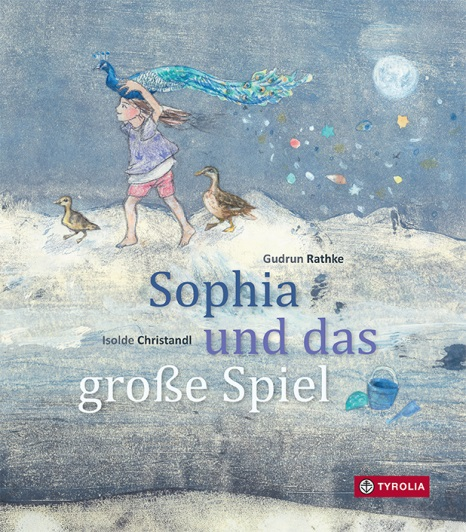 Gudrun Rathke
Sophia
Isolde Christandl
und das
große Spiel
TYROLIA